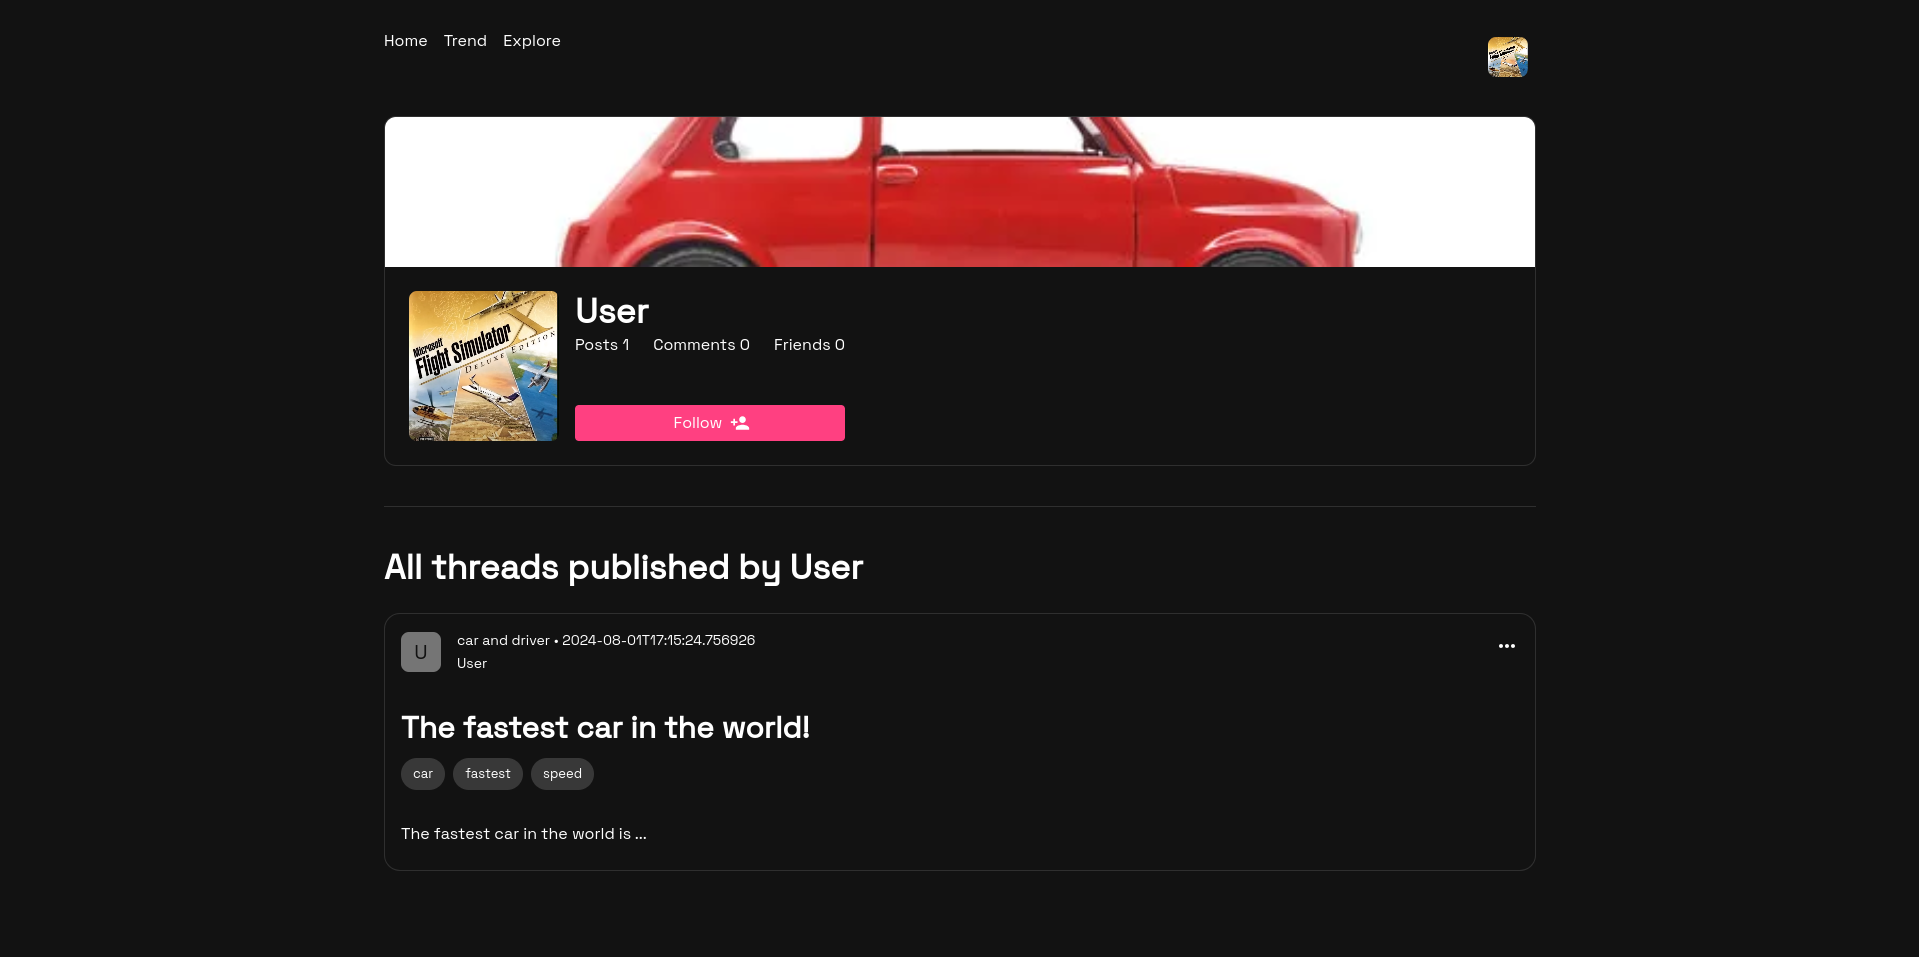 Home Trend Explore
User
Posts 1 Comments 0 Friends 0
Microsoft
Flight Simulator X
DELUXE EDITION
Follow
All threads published by User
U
car and driver • 2024-08-01T17:15:24.756926
User
The fastest car in the world!
car fastest speed
The fastest car in the world is ...